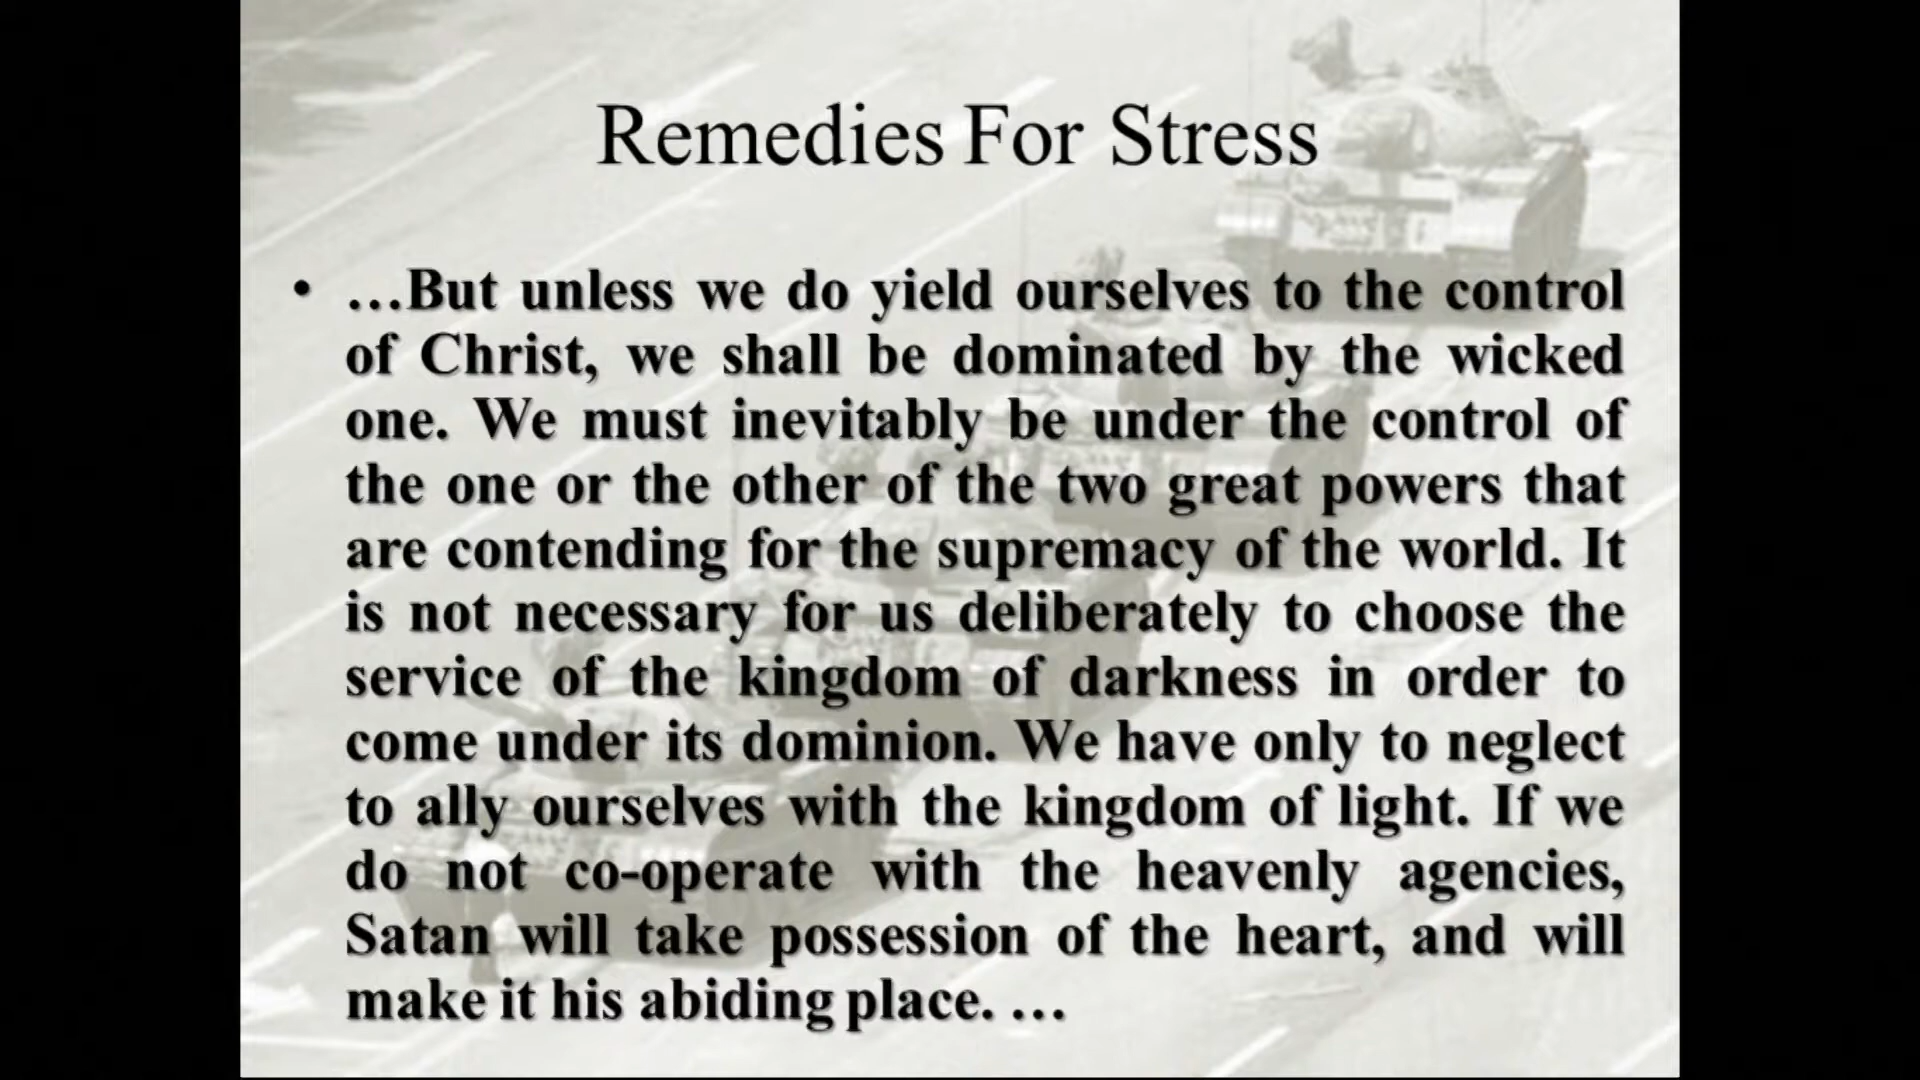 Remedies For Stress
• …But unless we do yield ourselves to the control
of Christ, we shall be dominated by the wicked
one. We must inevitably be under the control of
the one or the other of the two great powers that
are contending for the supremacy of the world. It
is not necessary for us deliberately to choose the
service of the kingdom of darkness in order to
come under its dominion. We have only to neglect
to ally ourselves with the kingdom of light. If we
do not co-operate with the heavenly agencies,
Satan will take possession of the heart, and will
make it his abiding place. …